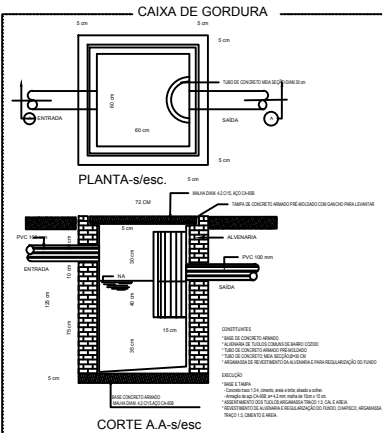 CAIXA DE GORDURA
5 cm
5 cm
5 cm
TUBO DE CONCRETO MEIA SECÇÃO-DIAM.30 cm
60 cm
A
ENTRADA
SAÍDA
A
60 cm
5 cm
PLANTA-s/esc.
5 cm
MALHA DIAM. 4,2 C/15, AÇO CA-60B
72 CM
TAMPA DE CONCRETO ARMADO PRÉ-MOLDADO COM GANCHO PARA LEVANTAR
5 cm
PVC 100 mm
ALVENARIA
30 cm
PVC 100 mm
ENTRADA
10 cm
NA
SAÍDA
125 cm
40 cm
75 cm
15 cm
35 cm
CONSTITUINTES
* BASE DE CONCRETO ARMADO
* ALVENARIA DE TIJOLOS COMUNS DE BARRO COZIDO
* TUBO DE CONCRETO ARMADO PRÉ-MOLDADO
* TUBO DE CONCRETO: MEIA SECÇÃO,Ø=30 CM
* ARGAMASSA DE REVESTIMENTO DA ALVENARIA E PARA REGULARIZAÇÃO DO FUNDO
EXECUÇÃO
* BASE E TAMPA
- Concreto traco 1:3:4, cimento, areia e brita; alisado a colher.
- Armação de aço CA-60B; ø= 4,2 mm; malha de 15cm x 15 cm.
* ASSENTAMENTO DOS TIJOLOS:ARGAMASSA TRAÇO 1:3, CAL E AREIA.
* REVESTIMENTO DE ALVENARIA E REGULARIZAÇÃO DO FUNDO, CHAPISCO, ARGAMASSA
TRAÇO 1:3, CIMENTO E AREIA.
5 cm
BASE CONCRETO ARMADO
MALHA DIAM. 4,2 C/15 AÇO CA-60B
CORTE A.A-s/esc